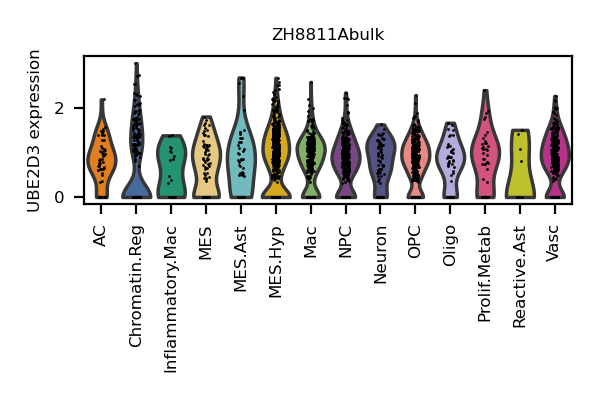 ZH8811Abulk
UBE2D3 expression
2
0
AC
Chromatin.Reg
Inflammatory.Mac
MES
MES.Ast
MES.Hyp
Mac
NPC
Neuron
OPC
Oligo
Prolif.Metab
Reactive.Ast
Vasc